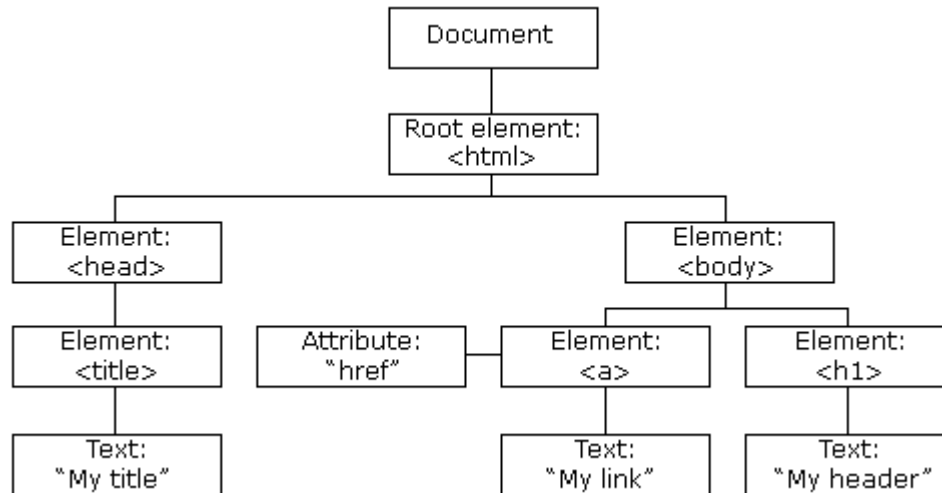 Document
Root element:
<html>
Element:
<head>
Element:
<body>
Element:
<title>
Attribute:
“href”
Element:
<a>
Element:
<h1>
Text:
“My title”
Text:
“My link”
Text:
“My header”